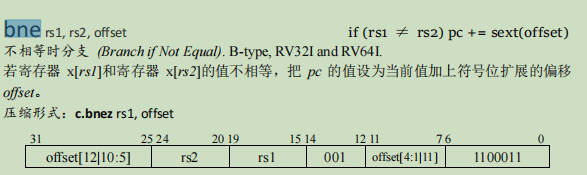 bne rs1, rs2, offset if (rs1 ≠ rs2) pc += sext(offset)
不相等时分支 (Branch if Not Equal). B-type, RV32I and RV64I.
若寄存器 x[rs1]和寄存器 x[rs2]的值不相等，把 pc 的值设为当前值加上符号位扩展的偏移
offset。
压缩形式：c.bnez rs1, offset
31 25 24 20 19 15 14 12 11 7 6 0
offset[12|10:5] rs2 rs1 001 offset[4:1|11] 1100011